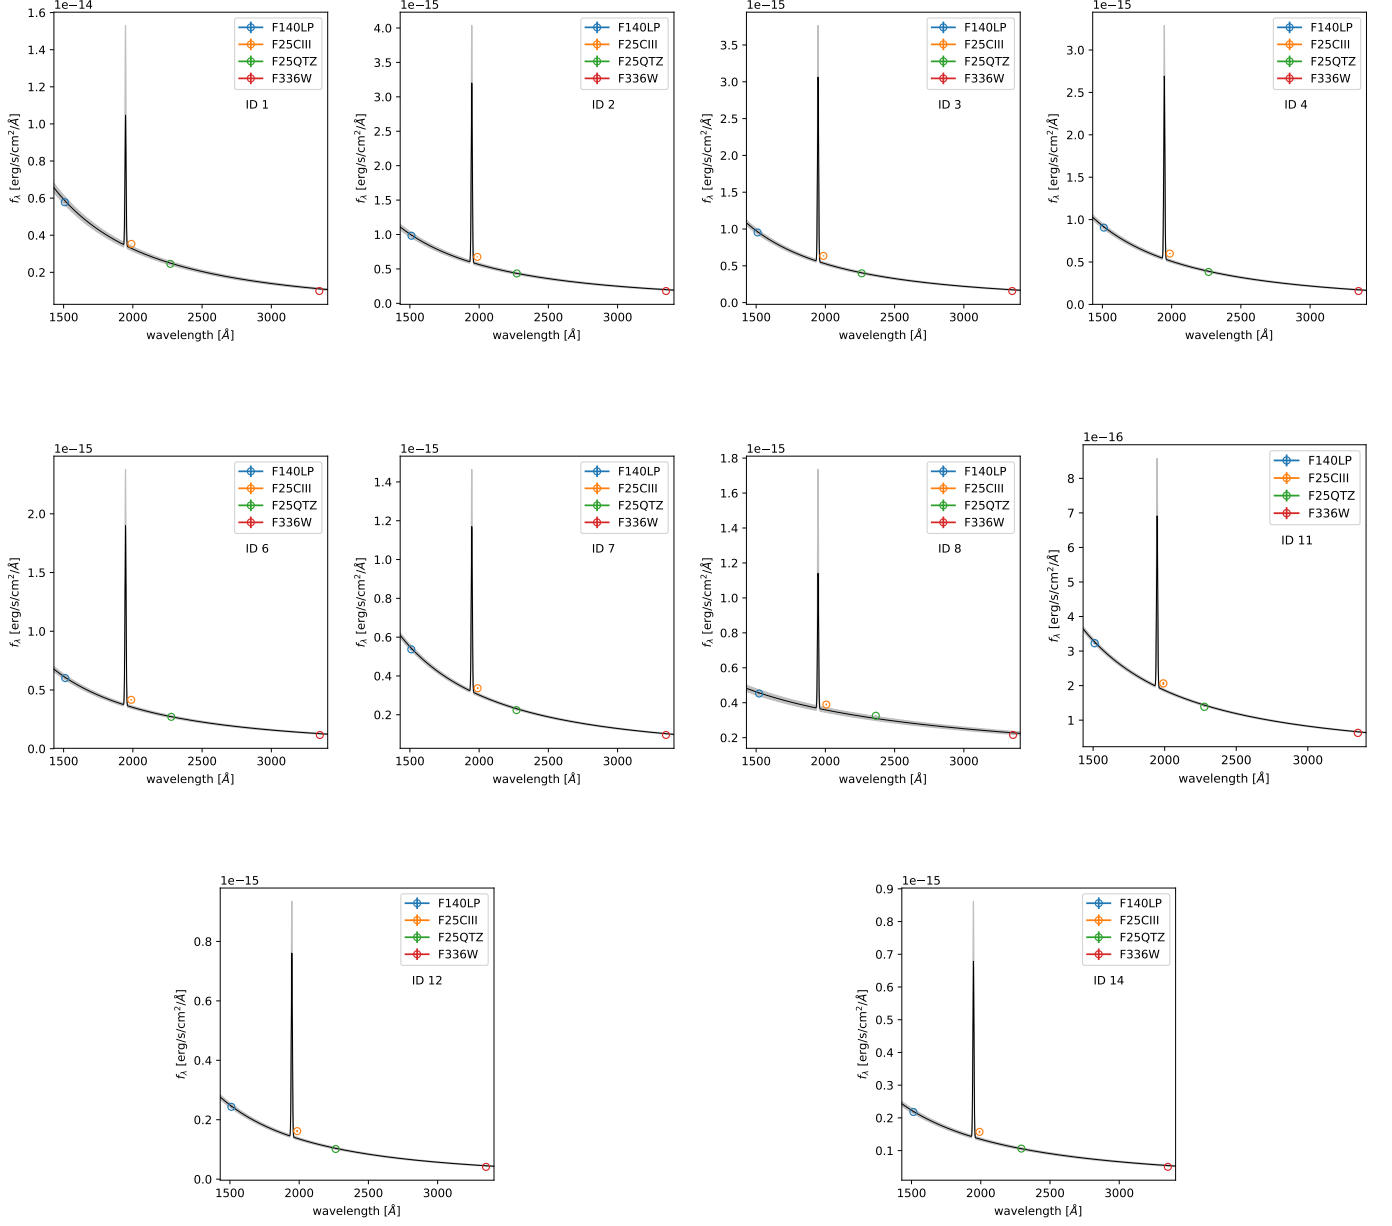 1e−14
fλ [erg/s/cm²/Å]
1.6
1.4
1.2
1.0
0.8
0.6
0.4
0.2
F140LP
F25CIII
F25QTZ
F336W
ID 1
1500 2000 2500 3000
wavelength [Å]
1e−15
fλ [erg/s/cm²/Å]
4.0
3.5
3.0
2.5
2.0
1.5
1.0
0.5
0.0
F140LP
F25CIII
F25QTZ
F336W
ID 2
1500 2000 2500 3000
wavelength [Å]
1e−15
fλ [erg/s/cm²/Å]
3.5
3.0
2.5
2.0
1.5
1.0
0.5
0.0
F140LP
F25CIII
F25QTZ
F336W
ID 3
1500 2000 2500 3000
wavelength [Å]
1e−15
fλ [erg/s/cm²/Å]
3.0
2.5
2.0
1.5
1.0
0.5
0.0
F140LP
F25CIII
F25QTZ
F336W
ID 4
1500 2000 2500 3000
wavelength [Å]
1e−15
fλ [erg/s/cm²/Å]
2.0
1.5
1.0
0.5
0.0
F140LP
F25CIII
F25QTZ
F336W
ID 6
1500 2000 2500 3000
wavelength [Å]
1e−15
fλ [erg/s/cm²/Å]
1.4
1.2
1.0
0.8
0.6
0.4
0.2
F140LP
F25CIII
F25QTZ
F336W
ID 7
1500 2000 2500 3000
wavelength [Å]
1e−15
fλ [erg/s/cm²/Å]
1.8
1.6
1.4
1.2
1.0
0.8
0.6
0.4
0.2
F140LP
F25CIII
F25QTZ
F336W
ID 8
1500 2000 2500 3000
wavelength [Å]
1e−16
fλ [erg/s/cm²/Å]
8
7
6
5
4
3
2
1
F140LP
F25CIII
F25QTZ
F336W
ID 11
1500 2000 2500 3000
wavelength [Å]
1e−15
fλ [erg/s/cm²/Å]
0.8
0.6
0.4
0.2
0.0
F140LP
F25CIII
F25QTZ
F336W
ID 12
1500 2000 2500 3000
wavelength [Å]
1e−15
fλ [erg/s/cm²/Å]
0.9
0.8
0.7
0.6
0.5
0.4
0.3
0.2
0.1
F140LP
F25CIII
F25QTZ
F336W
ID 14
1500 2000 2500 3000
wavelength [Å]